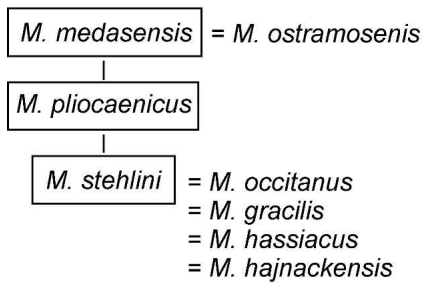 M. medasensis = M. ostramosenis
M. pliocaenicus
M. stehlini = M. occitanus
= M. gracilis
= M. hassiacus
= M. hajnackensis